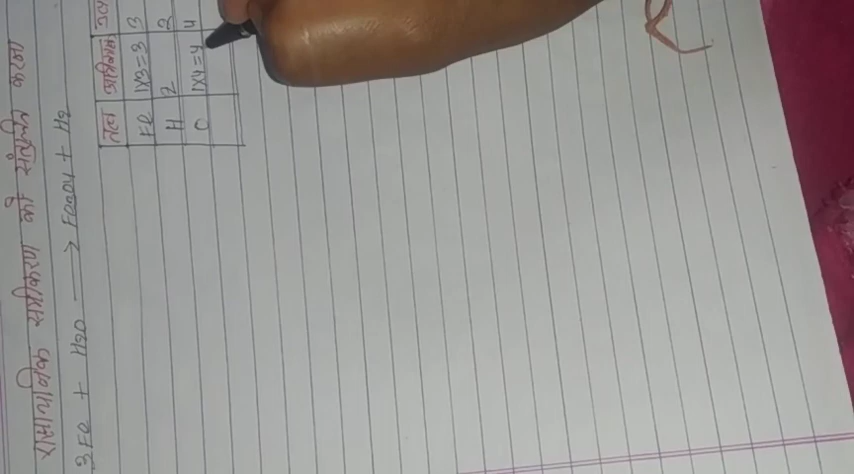 रासायनिक समीकरण को संतुलित करना
3Fe + H2O → Fe3O4 + H2
तत्व अभिकारक
Fe 1X3=3 3
H 2 2
O 1X4=4 4